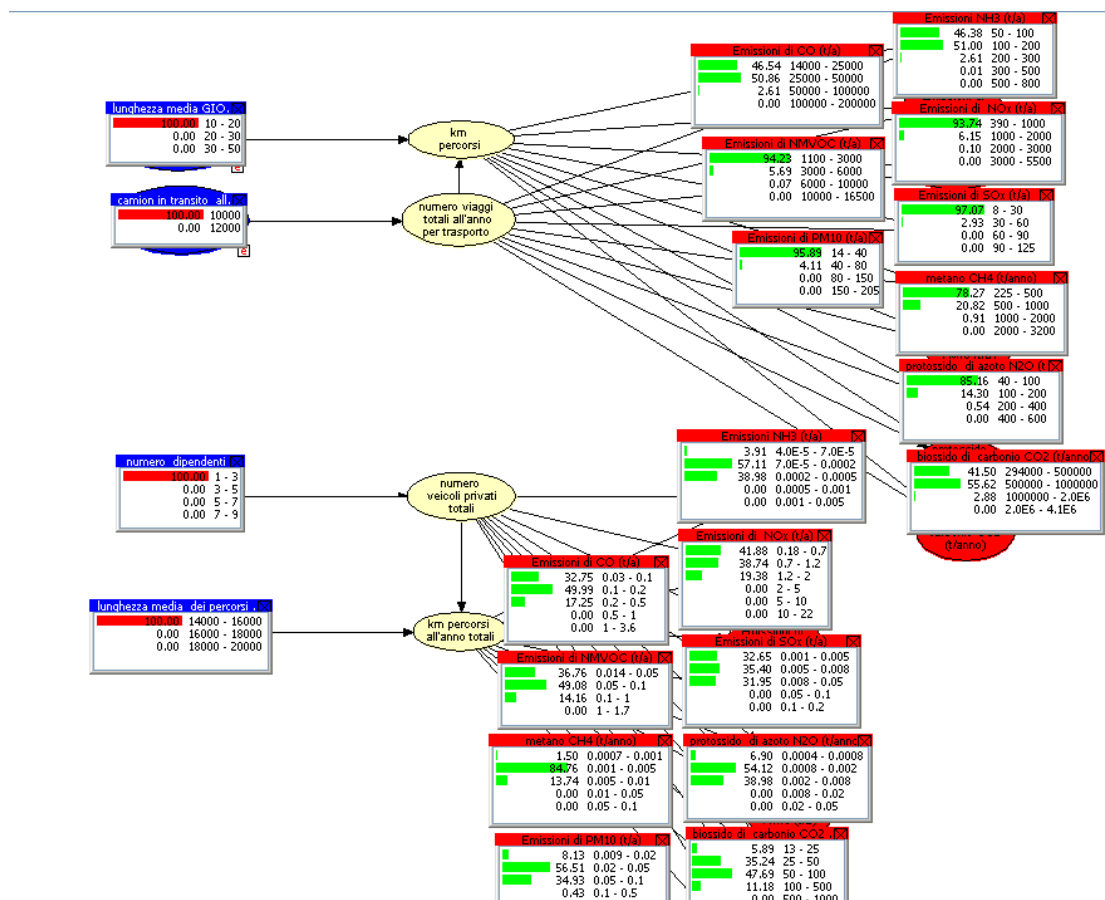 Emissioni NH3 (t/a)
46.38 50 - 100
51.00 100 - 200
2.61 200 - 300
0.01 300 - 500
0.00 500 - 800
Emissioni di CO (t/a)
46.54 14000 - 25000
50.86 25000 - 50000
2.61 50000 - 100000
0.00 100000 - 200000
lunghezza media GIO.
100.00 10 - 20
0.00 20 - 30
0.00 30 - 50
km
percorsi
Emissioni di NOx (t/a)
93.74 390 - 1000
6.15 1000 - 2000
0.10 2000 - 3000
0.00 3000 - 5500
Emissioni di NMVOC (t/a)
94.23 1100 - 3000
5.69 3000 - 6000
0.07 6000 - 10000
0.00 10000 - 16500
camion in transito all.
100.00 10000
0.00 12000
numero viaggi
totali all'anno
per trasporto
Emissioni di SOx (t/a)
97.07 8 - 30
2.93 30 - 60
0.00 60 - 90
0.00 90 - 125
Emissioni di PM10 (t/a)
95.89 14 - 40
4.11 40 - 80
0.00 80 - 150
0.00 150 - 205
metano CH4 (t/anno)
78.27 225 - 500
20.82 500 - 1000
0.91 1000 - 2000
0.00 2000 - 3200
protossido di azoto N2O (t
85.16 40 - 100
14.30 100 - 200
0.54 200 - 400
0.00 400 - 600
biossido di carbonio CO2 (t/anno)
41.50 294000 - 500000
55.62 500000 - 1000000
2.88 1000000 - 2.0E6
0.00 2.0E6 - 4.1E6
(t/anno)
numero dipendenti
100.00 1 - 3
0.00 3 - 5
0.00 5 - 7
0.00 7 - 9
numero
veicoli privati
totali
Emissioni NH3 (t/a)
3.91 4.0E-5 - 7.0E-5
57.11 7.0E-5 - 0.0002
38.98 0.0002 - 0.0005
0.00 0.0005 - 0.001
0.00 0.001 - 0.005
Emissioni di NOx (t/a)
41.88 0.18 - 0.7
38.74 0.7 - 1.2
19.38 1.2 - 2
0.00 2 - 5
0.00 5 - 10
0.00 10 - 22
Emissioni di CO (t/a)
32.75 0.03 - 0.1
49.99 0.1 - 0.2
17.25 0.2 - 0.5
0.00 0.5 - 1
0.00 1 - 3.6
lunghezza media dei percorsi .
100.00 14000 - 16000
0.00 16000 - 18000
0.00 18000 - 20000
km percorsi
all'anno totali
Emissioni di SOx (t/a)
32.65 0.001 - 0.005
35.40 0.005 - 0.008
31.95 0.008 - 0.05
0.00 0.05 - 0.1
0.00 0.1 - 0.2
Emissioni di NMVOC (t/a)
36.76 0.014 - 0.05
49.08 0.05 - 0.1
14.16 0.1 - 1
0.00 1 - 1.7
metano CH4 (t/anno)
1.50 0.0007 - 0.001
84.76 0.001 - 0.005
13.74 0.005 - 0.01
0.00 0.01 - 0.05
0.00 0.05 - 0.1
protossido di azoto N2O (t/anno
6.90 0.0004 - 0.0008
54.12 0.0008 - 0.002
38.98 0.002 - 0.008
0.00 0.008 - 0.02
0.00 0.02 - 0.05
Emissioni di PM10 (t/a)
8.13 0.009 - 0.02
56.51 0.02 - 0.05
34.93 0.05 - 0.1
0.43 0.1 - 0.5
biossido di carbonio CO2 .
5.89 13 - 25
35.24 25 - 50
47.69 50 - 100
11.18 100 - 500
0.00 500 - 1000